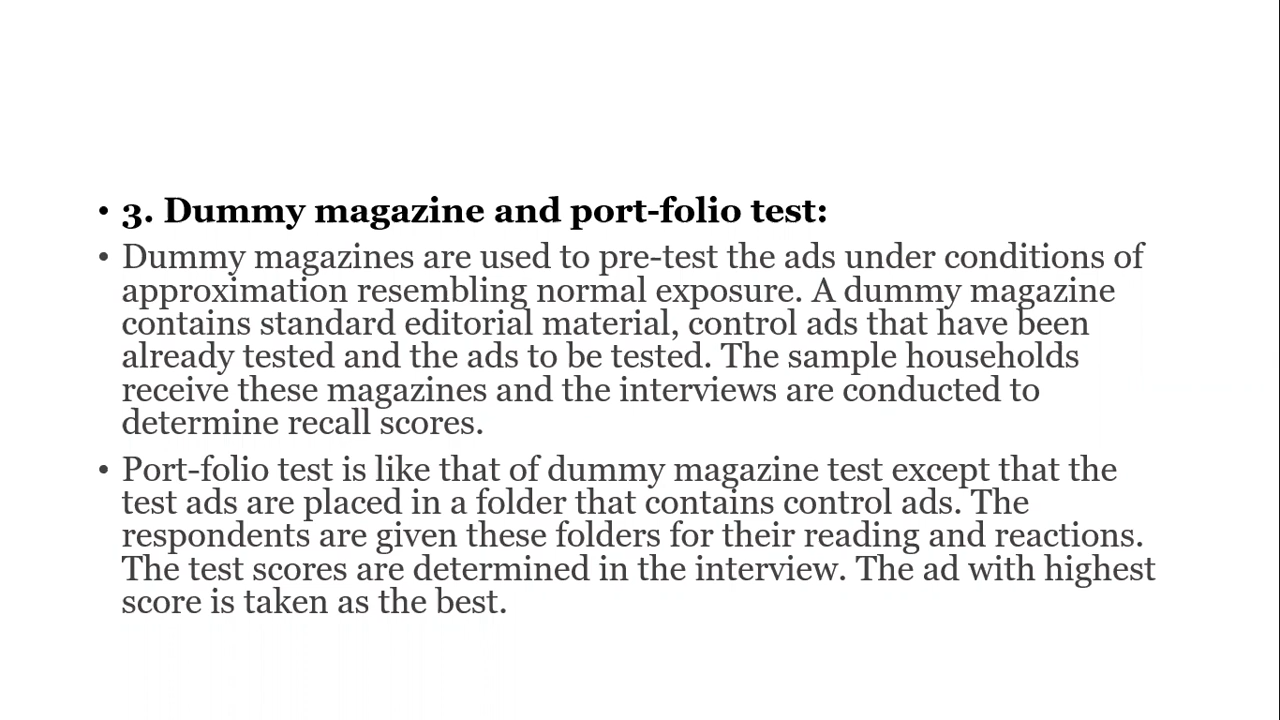 • 3. Dummy magazine and port-folio test:
• Dummy magazines are used to pre-test the ads under conditions of
approximation resembling normal exposure. A dummy magazine
contains standard editorial material, control ads that have been
already tested and the ads to be tested. The sample households
receive these magazines and the interviews are conducted to
determine recall scores.
• Port-folio test is like that of dummy magazine test except that the
test ads are placed in a folder that contains control ads. The
respondents are given these folders for their reading and reactions.
The test scores are determined in the interview. The ad with highest
score is taken as the best.